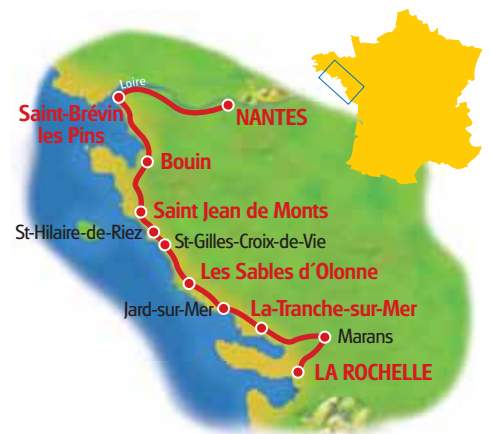 Loire
Saint-Brévin
les Pins
NANTES
Bouin
Saint Jean de Monts
St-Hilaire-de-Riez
St-Gilles-Croix-de-Vie
Les Sables d´Olonne
Jard-sur-Mer
La-Tranche-sur-Mer
Marans
LA ROCHELLE